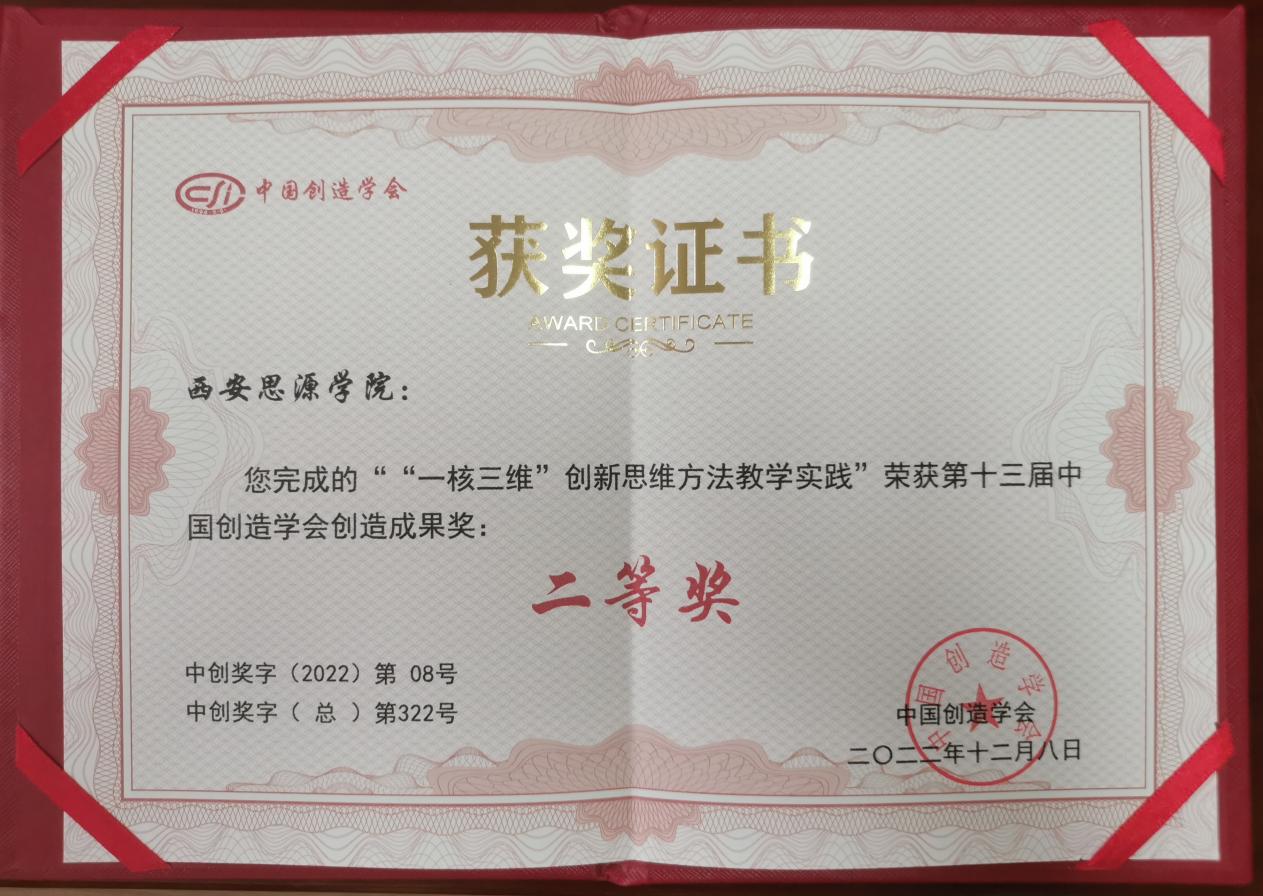 中国创造学会
获奖证书
AWARD CERTIFICATE
西安思源学院：
您完成的““一核三维”创新思维方法教学实践”荣获第十三届中
国创造学会创造成果奖：
二等奖
中创奖字（2022）第 08号
中创奖字（ 总 ）第322号
中国创造学会
中国创造学会
二〇二二年十二月八日